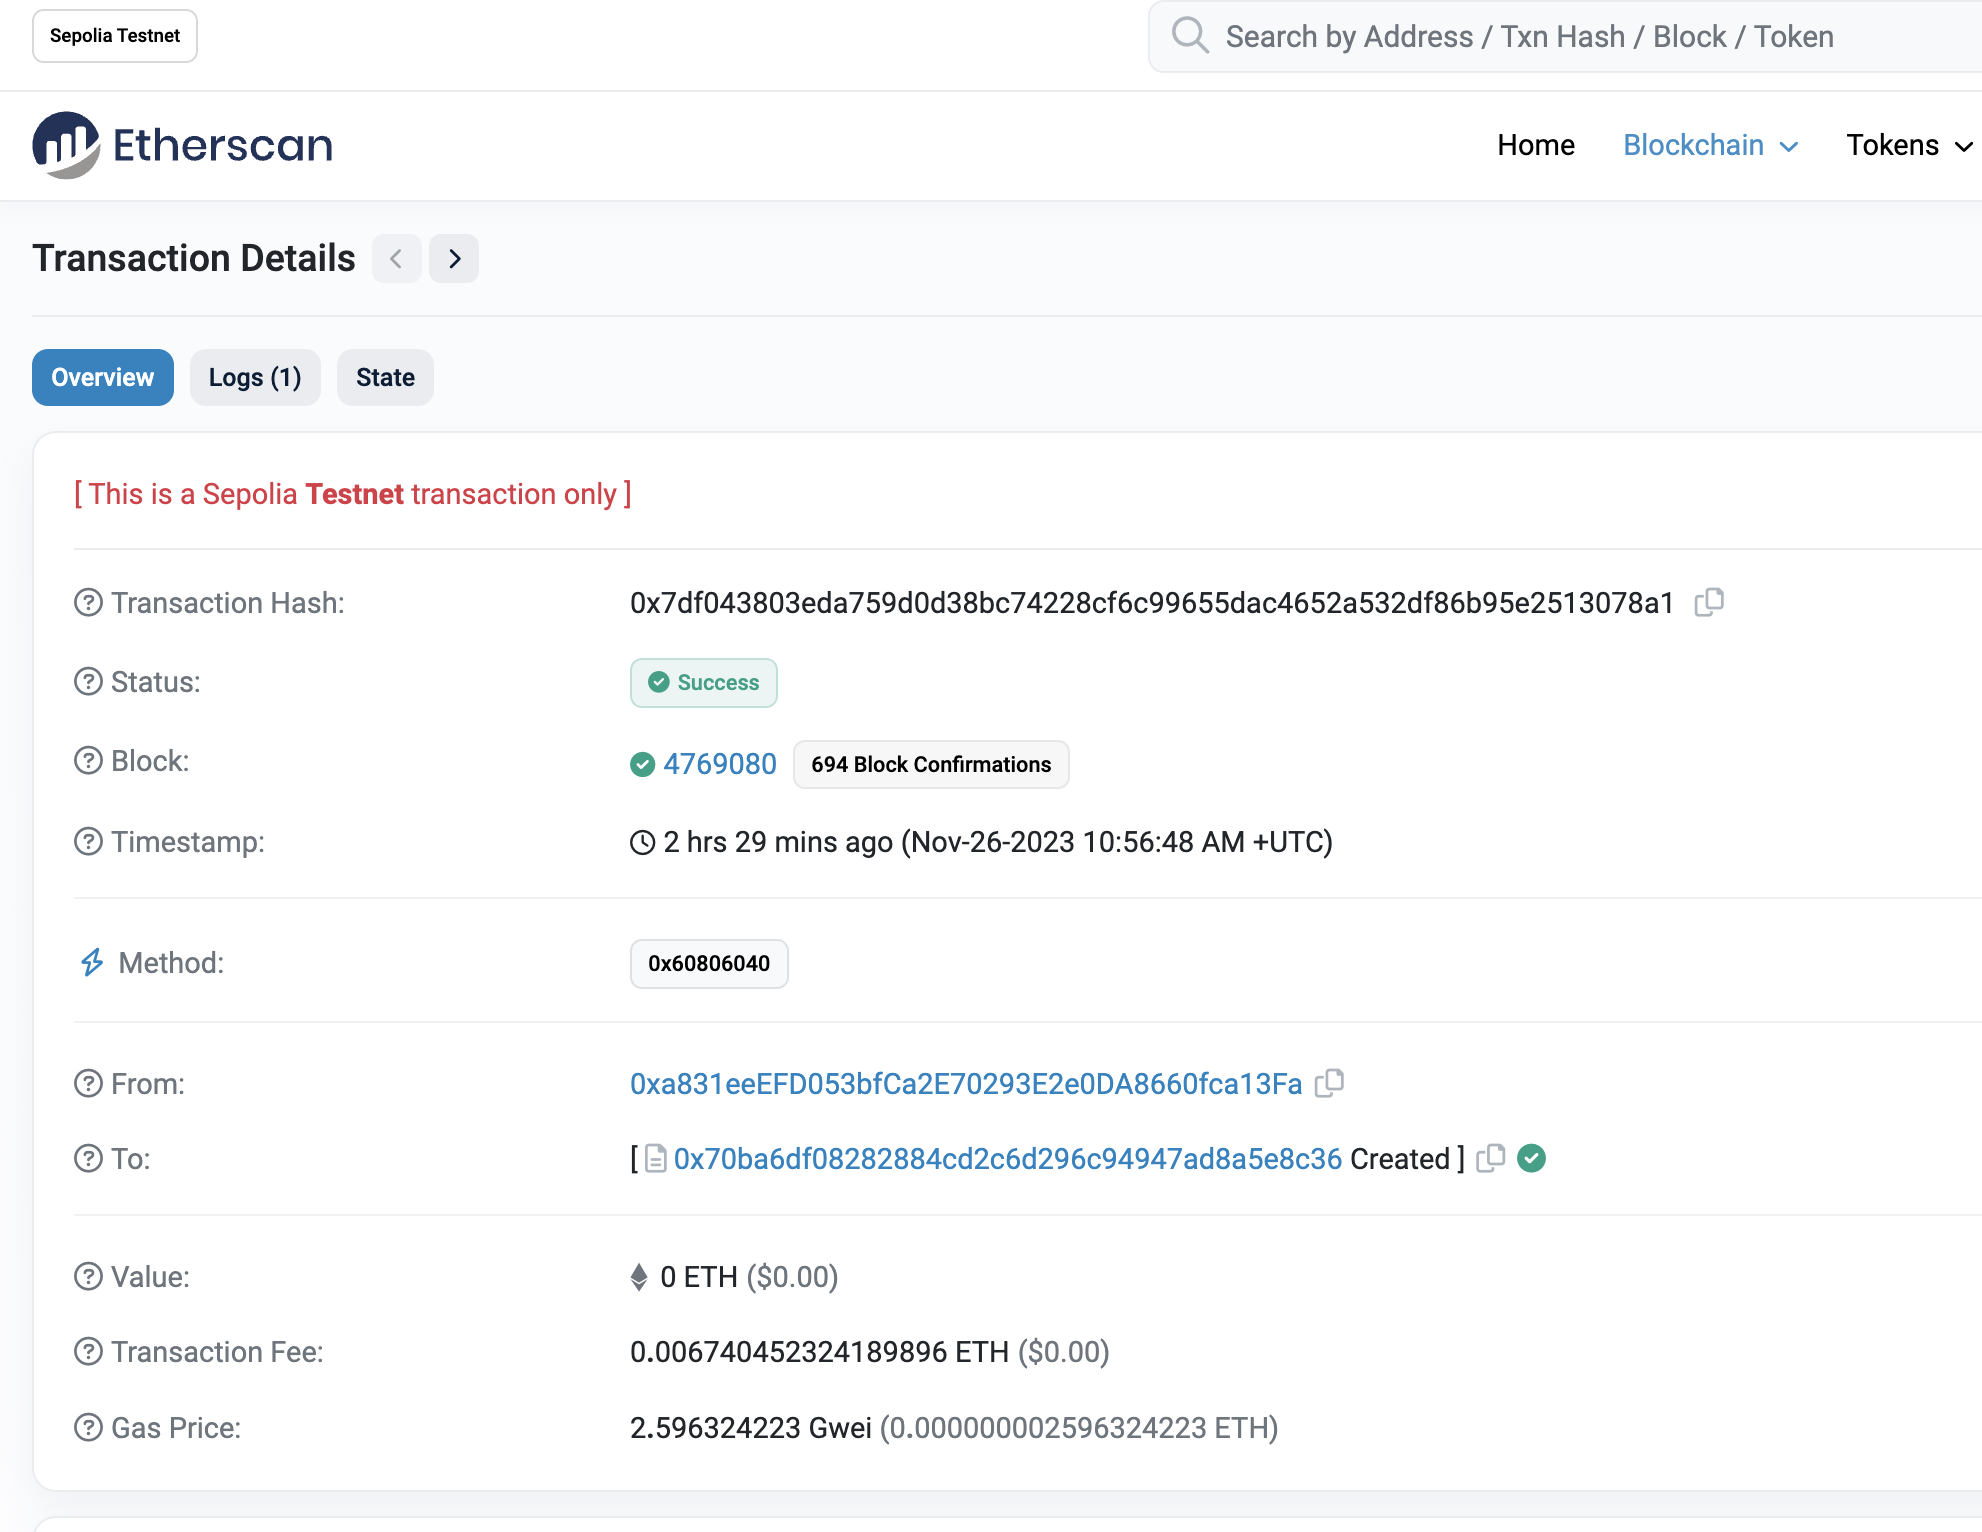 Sepolia Testnet
Search by Address / Txn Hash / Block / Token
Etherscan
Home Blockchain Tokens
Transaction Details
Overview Logs (1) State
[ This is a Sepolia Testnet transaction only ]
Transaction Hash: 0x7df043803eda759d0d38bc74228cf6c99655dac4652a532df86b95e2513078a1
Status: Success
Block: 4769080 694 Block Confirmations
Timestamp: 2 hrs 29 mins ago (Nov-26-2023 10:56:48 AM +UTC)
Method: 0x60806040
From: 0xa831eeEFD053bfCa2E70293E2e0DA8660fca13Fa
To: [ 0x70ba6df08282884cd2c6d296c94947ad8a5e8c36 Created ]
Value: 0 ETH ($0.00)
Transaction Fee: 0.006740452324189896 ETH ($0.00)
Gas Price: 2.596324223 Gwei (0.000000002596324223 ETH)